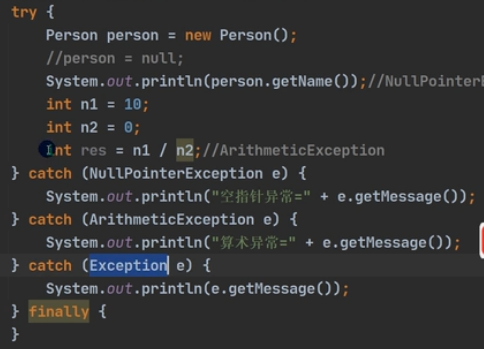 try {
Person person = new Person();
//person = null;
System.out.println(person.getName());//NullPointerE
int n1 = 10;
int n2 = 0;
int res = n1 / n2;//ArithmeticException
} catch (NullPointerException e) {
System.out.println("空指针异常=" + e.getMessage());
} catch (ArithmeticException e) {
System.out.println("算术异常=" + e.getMessage());
} catch (Exception e) {
System.out.println(e.getMessage());
} finally {
}